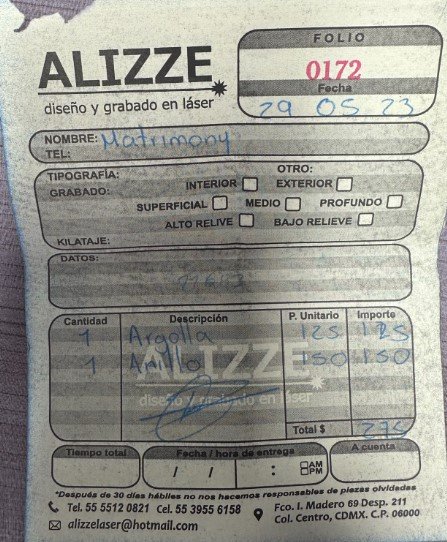 ALIZZE
diseño y grabado en láser
FOLIO
0172
Fecha
29 05 23
NOMBRE: Matrimony
TEL:
TIPOGRAFÍA: OTRO:
GRABADO: INTERIOR EXTERIOR
SUPERFICIAL MEDIO PROFUNDO
ALTO RELIVE BAJO RELIEVE
KILATAJE:
DATOS:
Cantidad Descripción P. Unitario Importe
1 Argolla 125 125
1 Anillo 150 150
ALIZZE
diseño y grabado en láser
Total $ 275
Tiempo total Fecha / hora de entrega A cuenta
/ / : AM
PM
*Después de 30 días hábiles no nos hacemos responsables de piezas olvidadas
Tel. 55 5512 0821 Cel. 55 3955 6158
alizzelaser@hotmail.com
Fco. I. Madero 69 Desp. 211
Col. Centro, CDMX. C.P. 06000